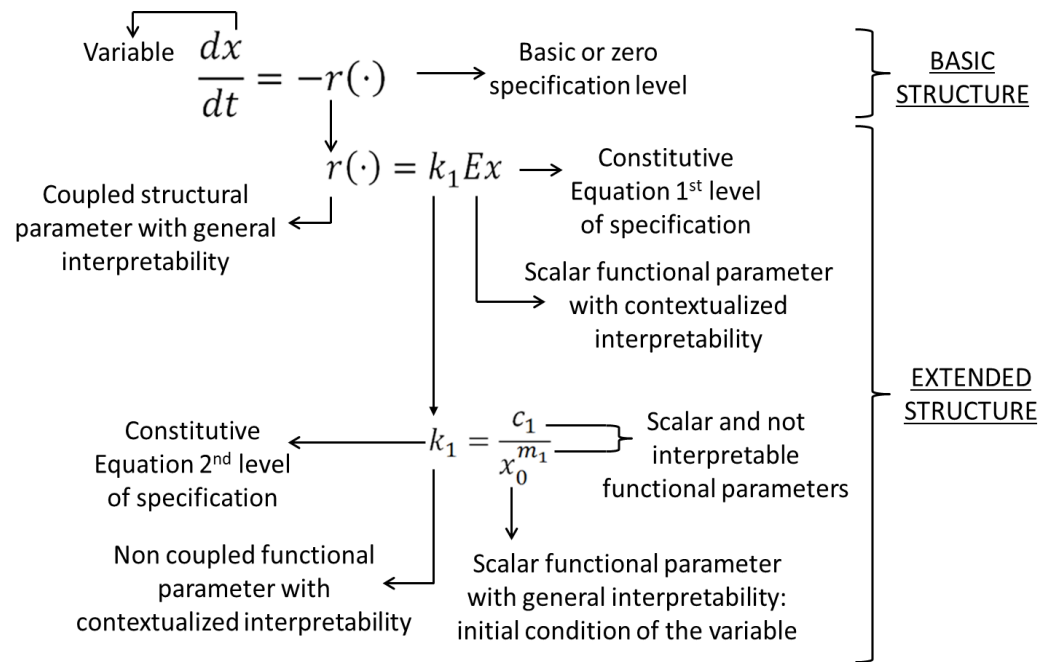 Variable
dx/dt = −r(·)
Basic or zero
specification level
BASIC
STRUCTURE
r(·) = k₁Ex
Constitutive
Equation 1st level
of specification
Coupled structural
parameter with general
interpretability
Scalar functional parameter
with contextualized
interpretability
EXTENDED
STRUCTURE
Constitutive
Equation 2nd level
of specification
k₁ = c₁/x₀^m₁
Scalar and not
interpretable
functional parameters
Non coupled functional
parameter with
contextualized interpretability
Scalar functional parameter
with general interpretability:
initial condition of the variable